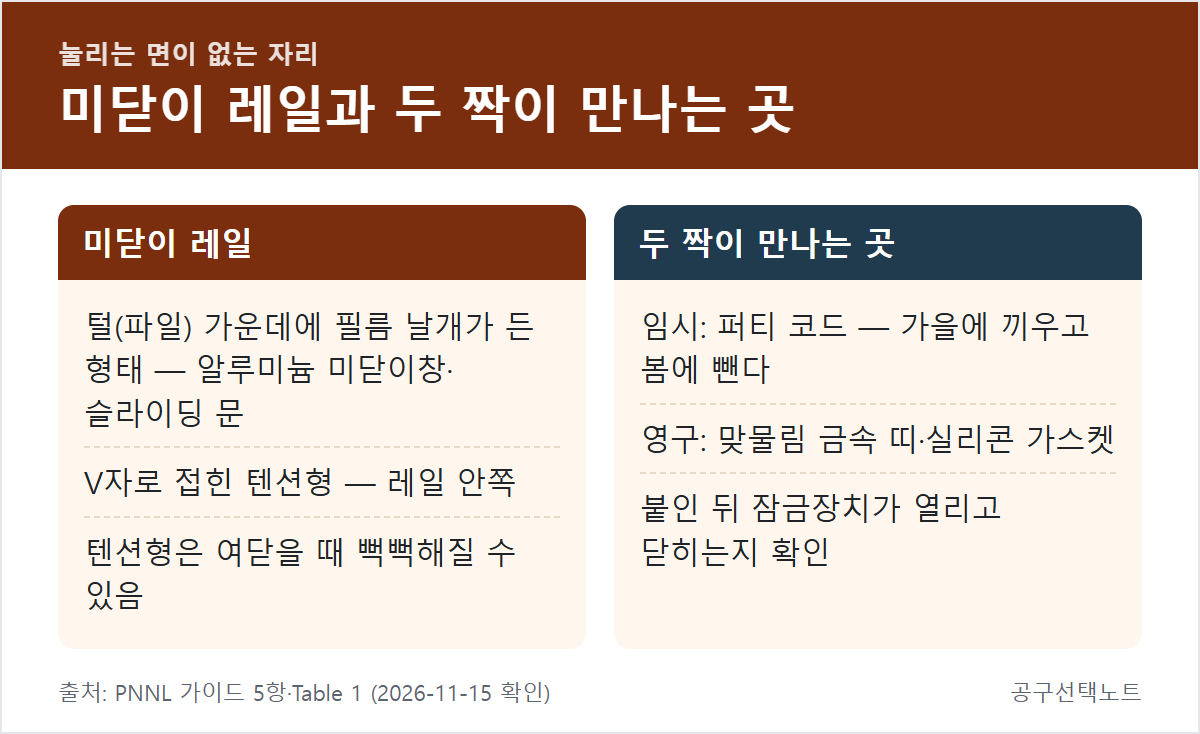 눌리는 면이 없는 자리
미닫이 레일과 두 짝이 만나는 곳
미닫이 레일
털(파일) 가운데에 필름 날개가 든
형태 — 알루미늄 미닫이창·
슬라이딩 문
V자로 접힌 텐션형 — 레일 안쪽
텐션형은 여닫을 때 뻑뻑해질 수
있음
두 짝이 만나는 곳
임시: 퍼티 코드 — 가을에 끼우고
봄에 뺀다
영구: 맞물림 금속 띠·실리콘 가스켓
붙인 뒤 잠금장치가 열리고
닫히는지 확인
출처: PNNL 가이드 5항·Table 1 (2026-11-15 확인)
공구선택노트